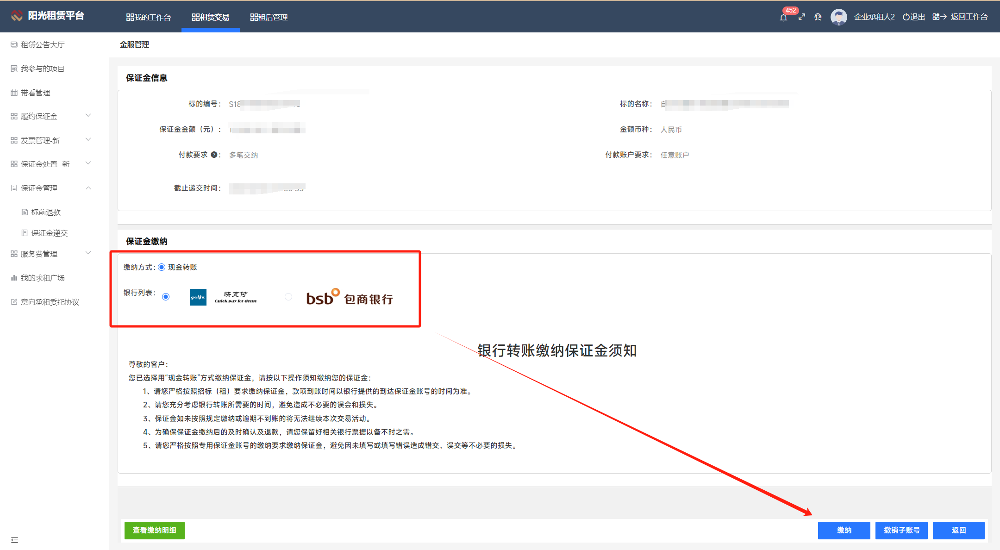 阳光租赁平台
我的工作台
租赁交易
租后管理
452
企业承租人2
退出
返回工作台
租赁公告大厅
我参与的项目
带看管理
履约保证金
发票管理-新
保证金处置--新
保证金管理
标前退款
保证金递交
服务费管理
我的求租广场
意向承租委托协议
金服管理
保证金信息
标的编号： S18
标的名称： 自
保证金金额（元）：
金额币种： 人民币
付款要求 ?： 多笔交纳
付款账户要求： 任意账户
截止递交时间：
保证金缴纳
缴纳方式： 现金转账
银行列表：
gelfa 快支付
Quick pay for demo
bsb 包商银行
银行转账缴纳保证金须知
尊敬的客户：
您已选择用“现金转账”方式缴纳保证金，请按以下操作须知缴纳您的保证金：
1、请您严格按照招标（租）要求缴纳保证金，款项到账时间以银行提供的到达保证金账号的时间为准。
2、请您充分考虑银行转账所需要的时间，避免造成不必要的误会和损失。
3、保证金如未按照规定缴纳或逾期不到账的将无法继续本次交易活动。
4、为确保保证金缴纳后的及时确认及退款，请您保留好相关银行票据以备不时之需。
5、请您严格按照专用保证金账号的缴纳要求缴纳保证金，避免因未填写或填写错误造成错交、误交等不必要的损失。
查看缴纳明细
缴纳
撤销子账号
返回